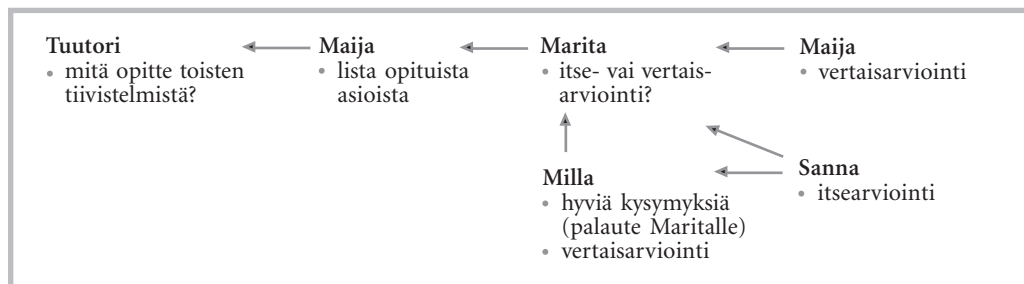 Tuutori
• mitä opitte toisten
tiivistelmistä?
Maija
• lista opituista
asioista
Marita
• itse- vai vertais-
arviointi?
Maija
• vertaisarviointi
Milla
• hyviä kysymyksiä
(palaute Maritalle)
• vertaisarviointi
Sanna
• itsearviointi